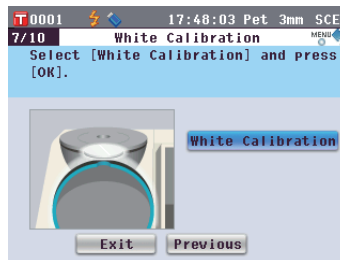 T0001 17:48:03 Pet 3mm SCE
7/10 White Calibration MENU
Select [White Calibration] and press
[OK].
White Calibration
Exit Previous